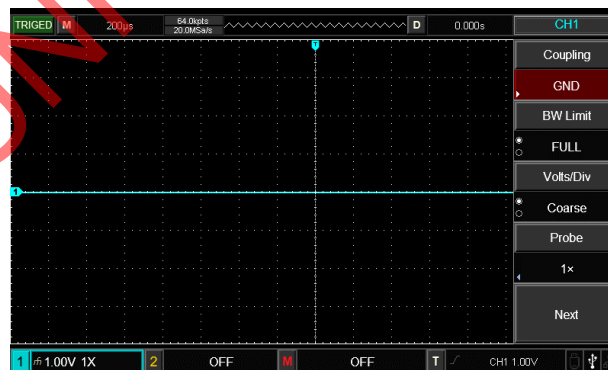 TRIGED M 200µs 64.0kpts D 0.000s CH1
20.0MSa/s
T
Coupling
GND
BW Limit
FULL
Volts/Div
1
Coarse
Probe
1×
Next
1 1.00V 1X 2 OFF M OFF T CH1 1.00V